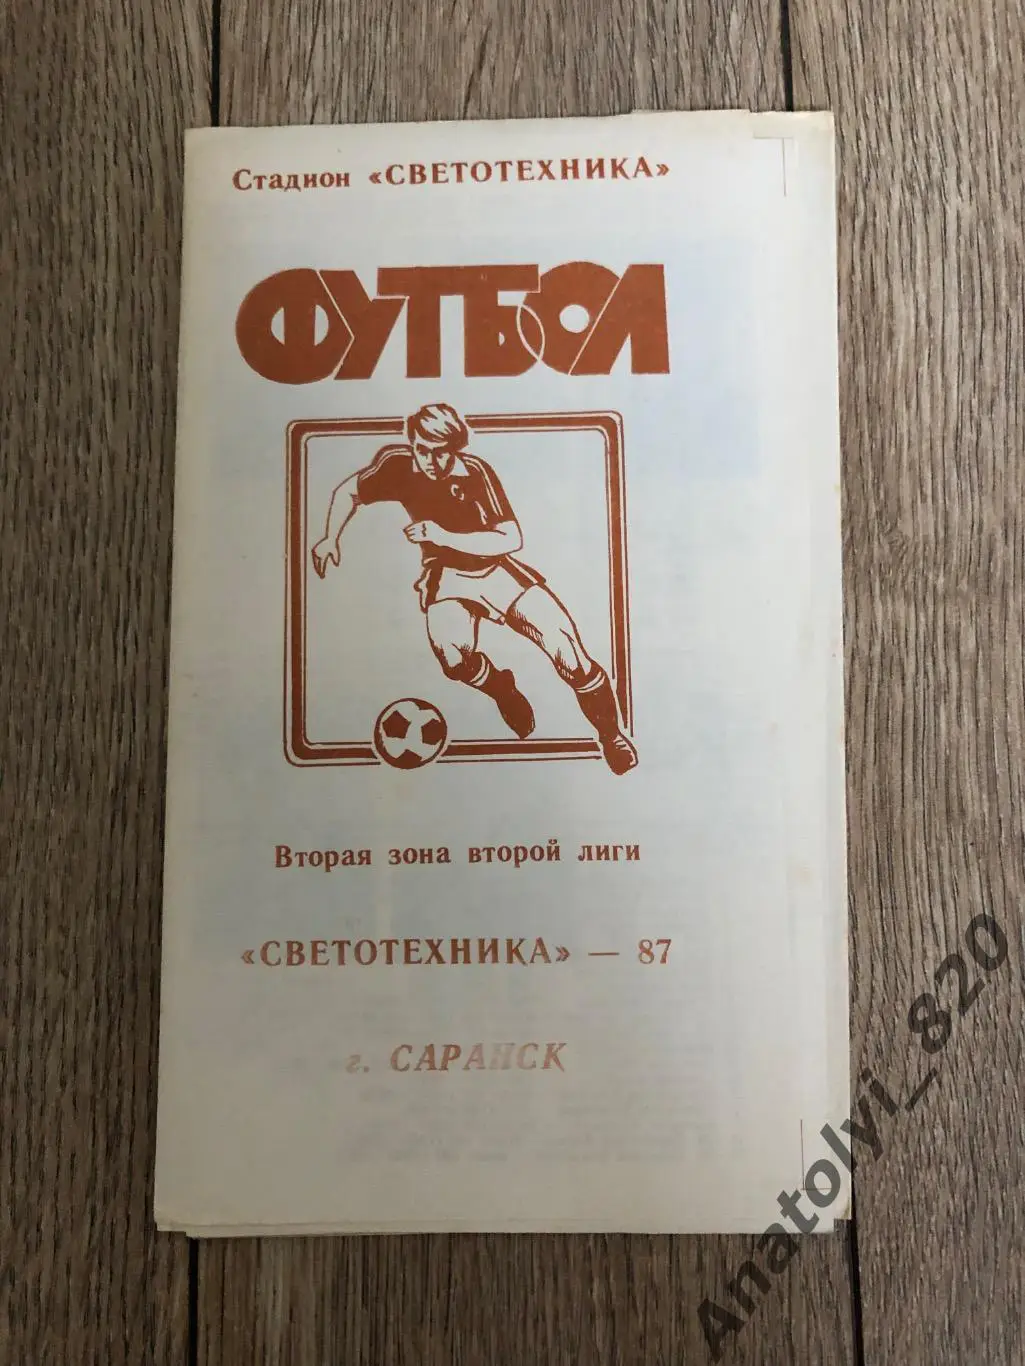 Стадион «СВЕТОТЕХНИКА»
ФУТБОЛ
Вторая зона второй лиги
«СВЕТОТЕХНИКА» — 87
г. САРАНСК
Anatolyi_820